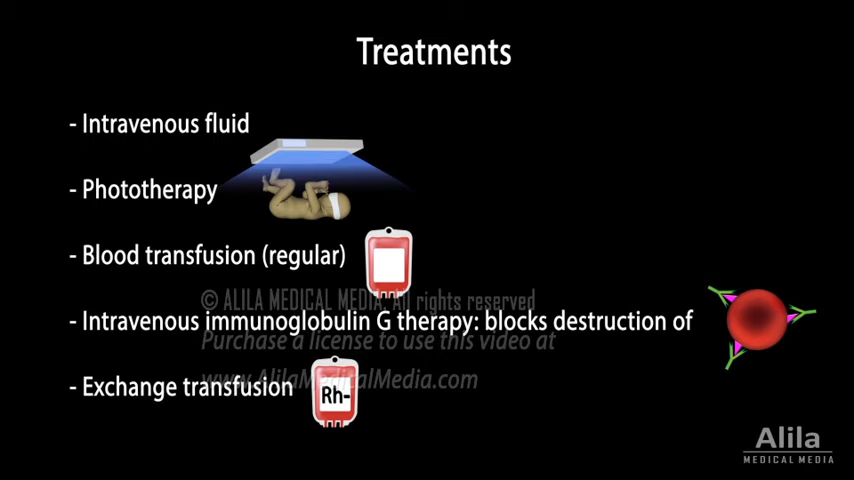 Treatments
- Intravenous fluid
- Phototherapy
- Blood transfusion (regular)
© ALILA MEDICAL MEDIA. All rights reserved
- Intravenous immunoglobulin G therapy: blocks destruction of
Purchase a license to use this video at
www.AlilaMedicalMedia.com
- Exchange transfusion
Rh-
Alila
MEDICAL MEDIA